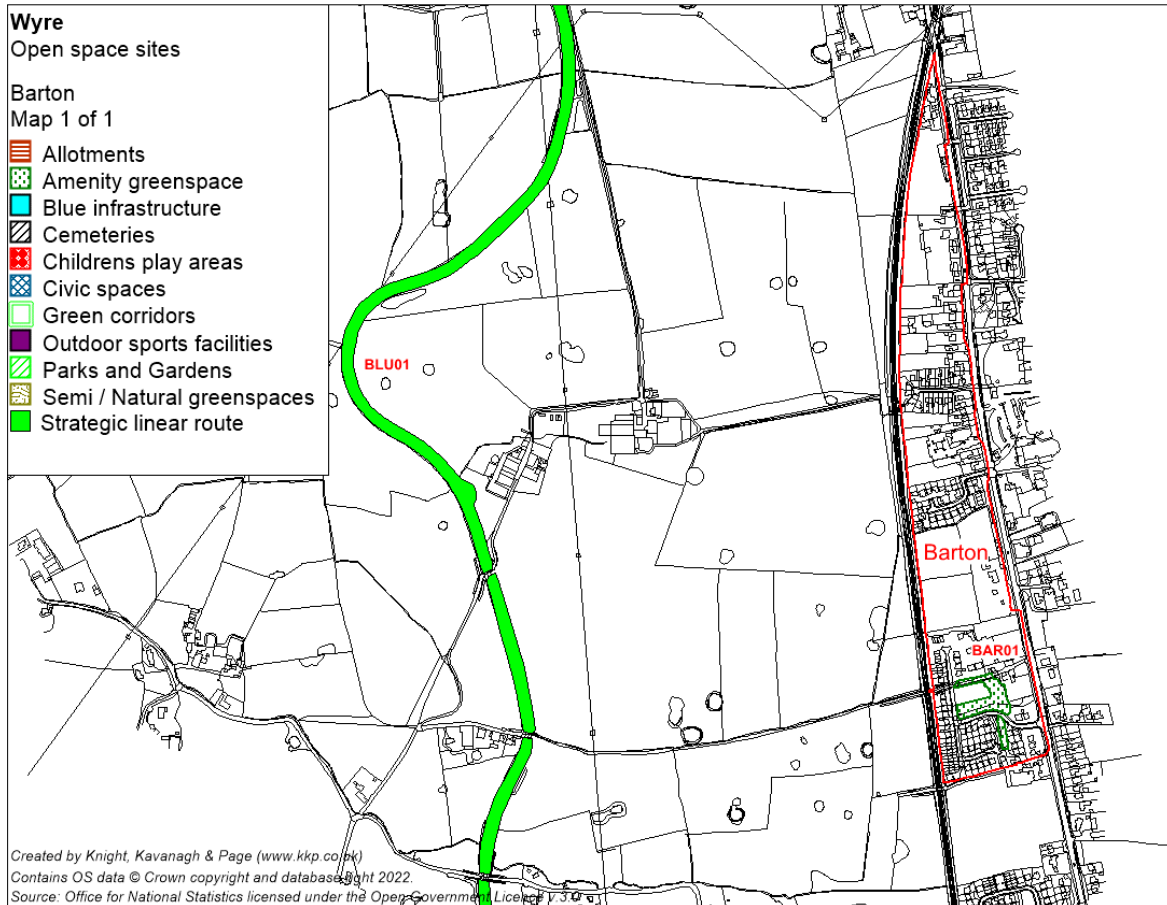 Wyre
Open space sites
Barton
Map 1 of 1
Allotments
Amenity greenspace
Blue infrastructure
Cemeteries
Childrens play areas
Civic spaces
Green corridors
Outdoor sports facilities
Parks and Gardens
Semi / Natural greenspaces
Strategic linear route
BLU01
Barton
BAR01
Created by Knight, Kavanagh & Page (www.kkp.co.uk)
Contains OS data © Crown copyright and database right 2022.
Source: Office for National Statistics licensed under the Open Government Licence v.3.0